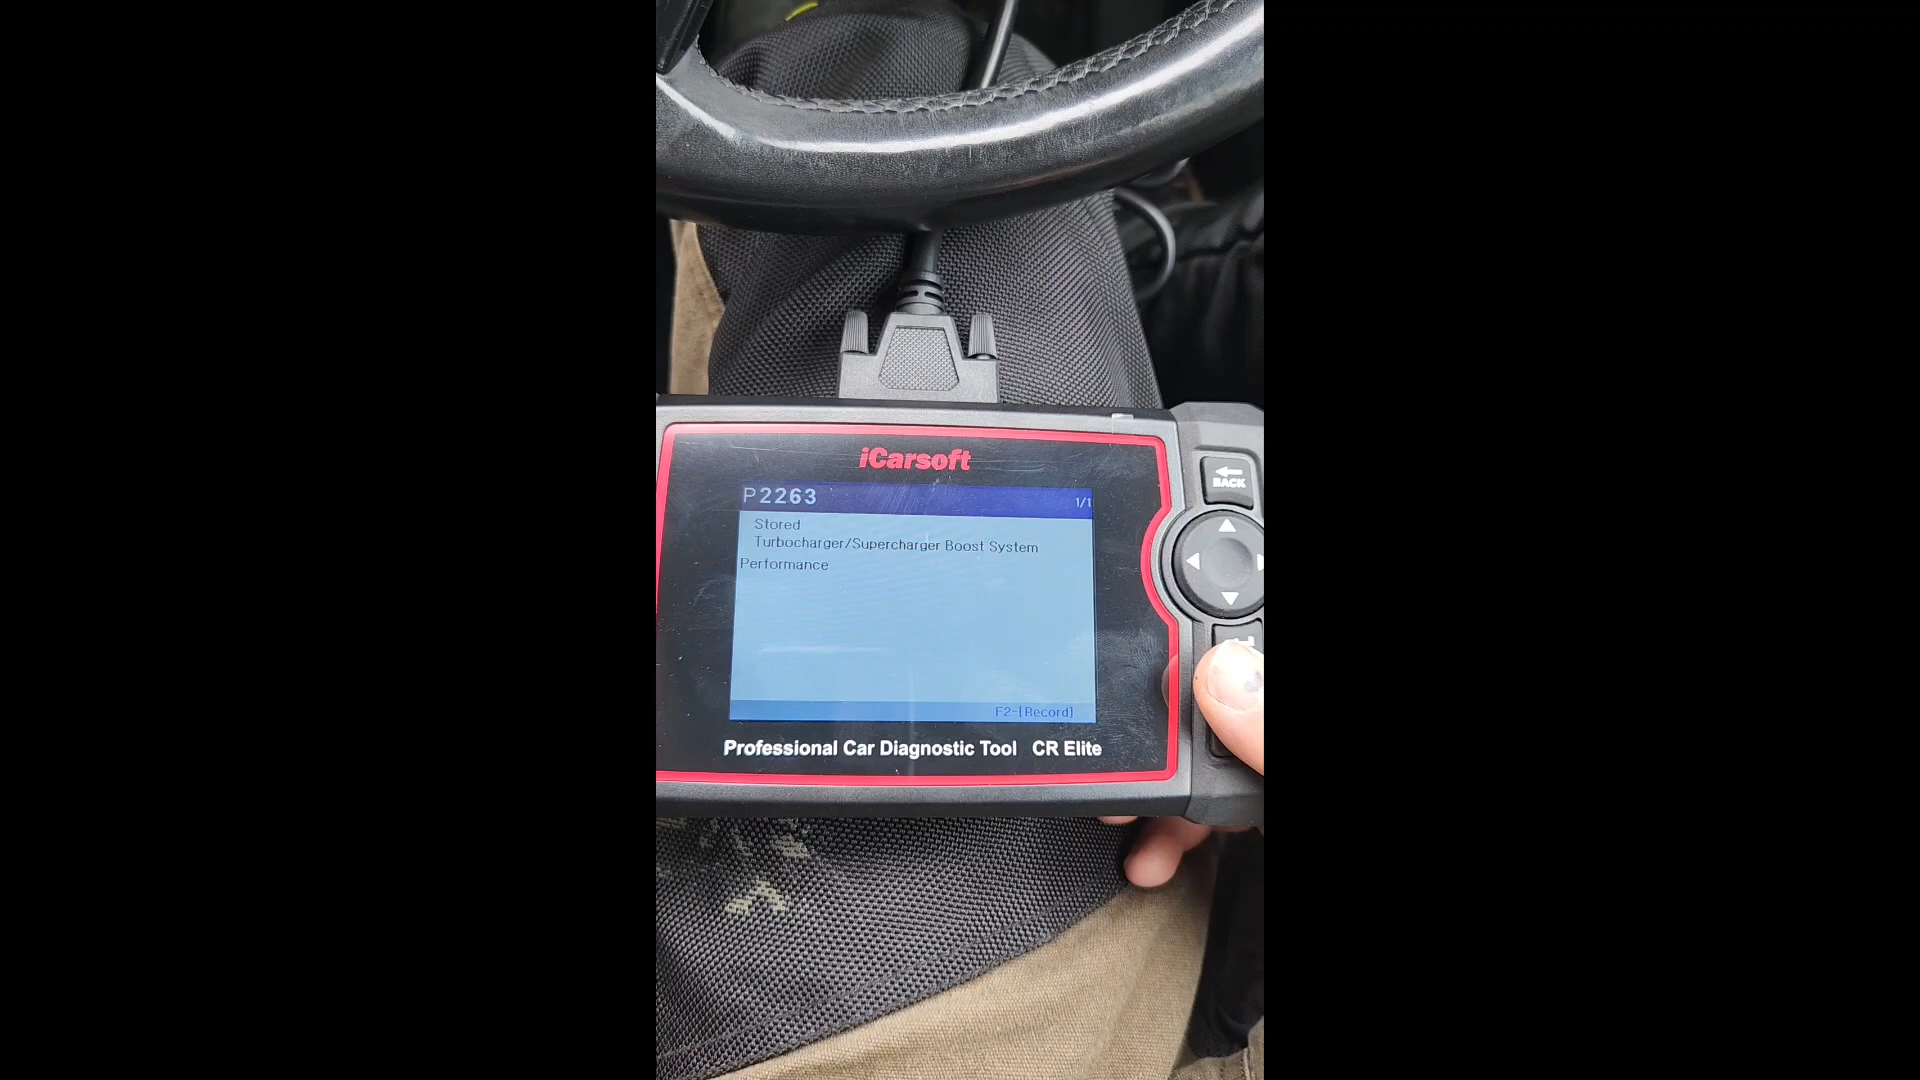 iCarsoft
P2263
1/1
Stored
Turbocharger/Supercharger Boost System
Performance
F2-[Record]
Professional Car Diagnostic Tool CR Elite
BACK